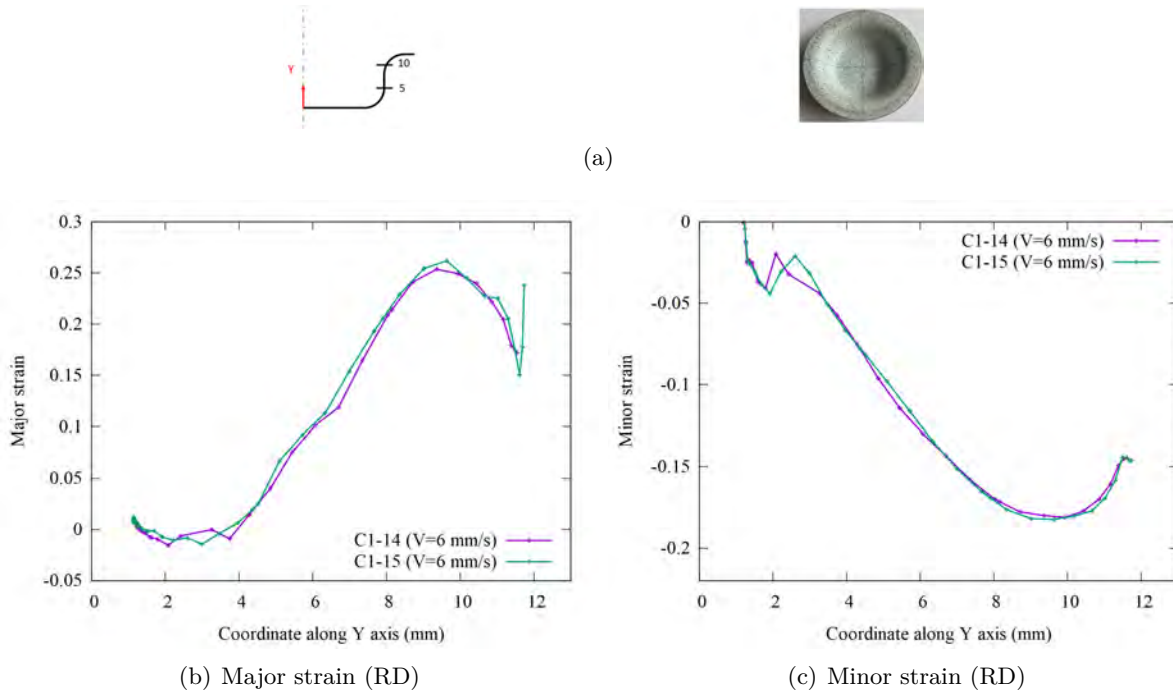 Y
10
5
(a)
0.3
0.25
0.2
0.15
0.1
0.05
0
-0.05
0 2 4 6 8 10 12
Major strain
Coordinate along Y axis (mm)
C1-14 (V=6 mm/s)
C1-15 (V=6 mm/s)
(b) Major strain (RD)
0
-0.05
-0.1
-0.15
-0.2
0 2 4 6 8 10 12
Minor strain
Coordinate along Y axis (mm)
C1-14 (V=6 mm/s)
C1-15 (V=6 mm/s)
(c) Minor strain (RD)